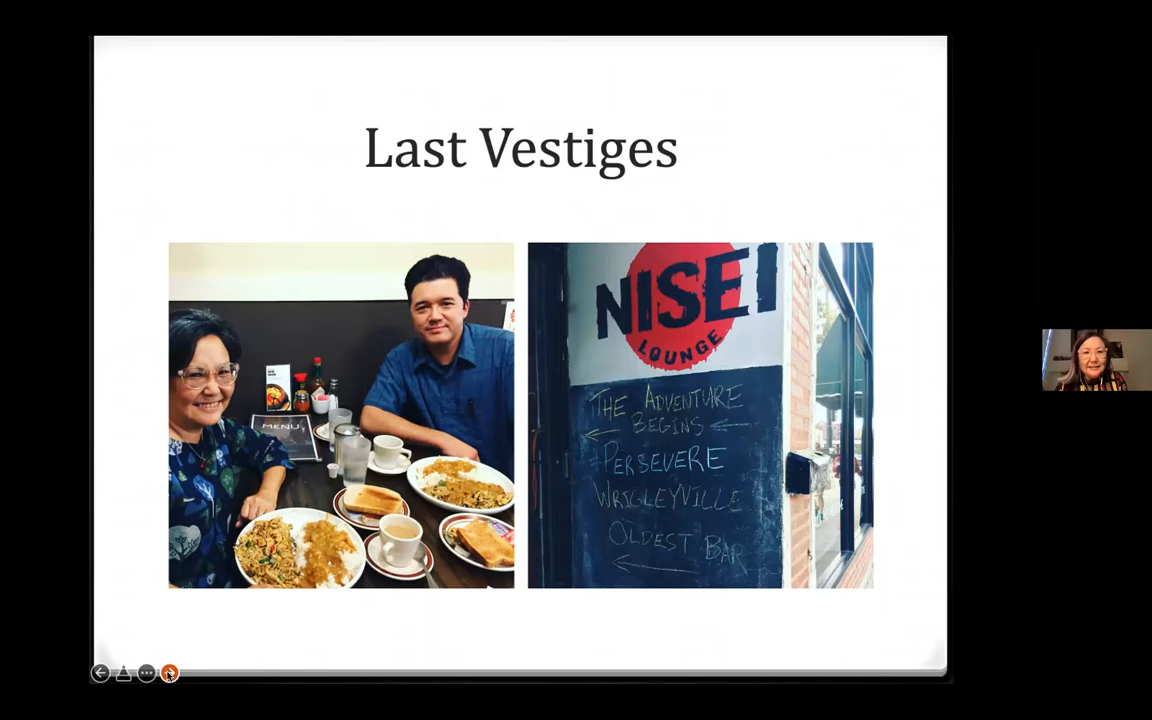 Last Vestiges
MENU
NISEI
LOUNGE
THE ADVENTURE
BEGINS
#PERSEVERE
WRIGLEYVILLE
OLDEST BAR